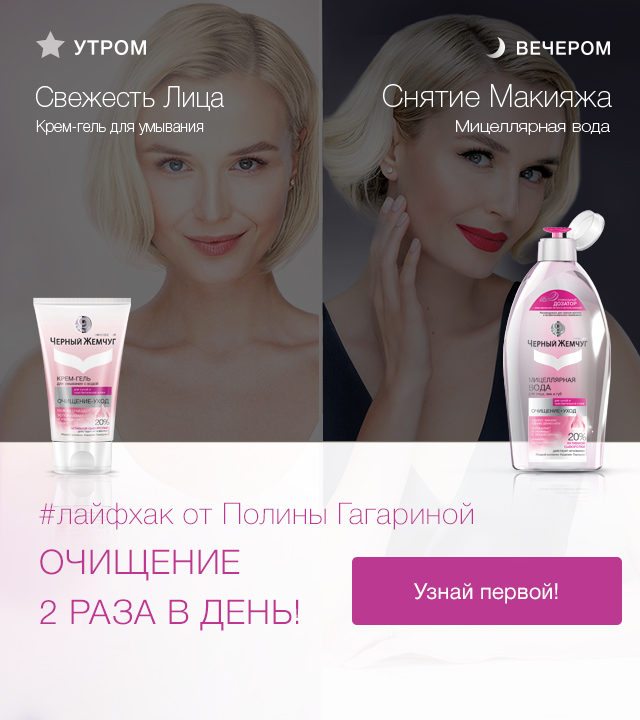 УТРОМ
Свежесть Лица
Крем-гель для умывания
ВЕЧЕРОМ
Снятие Макияжа
Мицеллярная вода
ЧЕРНЫЙ ЖЕМЧУГ
КРЕМ-ГЕЛЬ
ОЧИЩЕНИЕ+УХОД
20%
ДОЗАТОР
ЧЕРНЫЙ ЖЕМЧУГ
МИЦЕЛЛЯРНАЯ
ВОДА
ОЧИЩЕНИЕ+УХОД
20%
#лайфхак от Полины Гагариной
ОЧИЩЕНИЕ
2 РАЗА В ДЕНЬ!
Узнай первой!